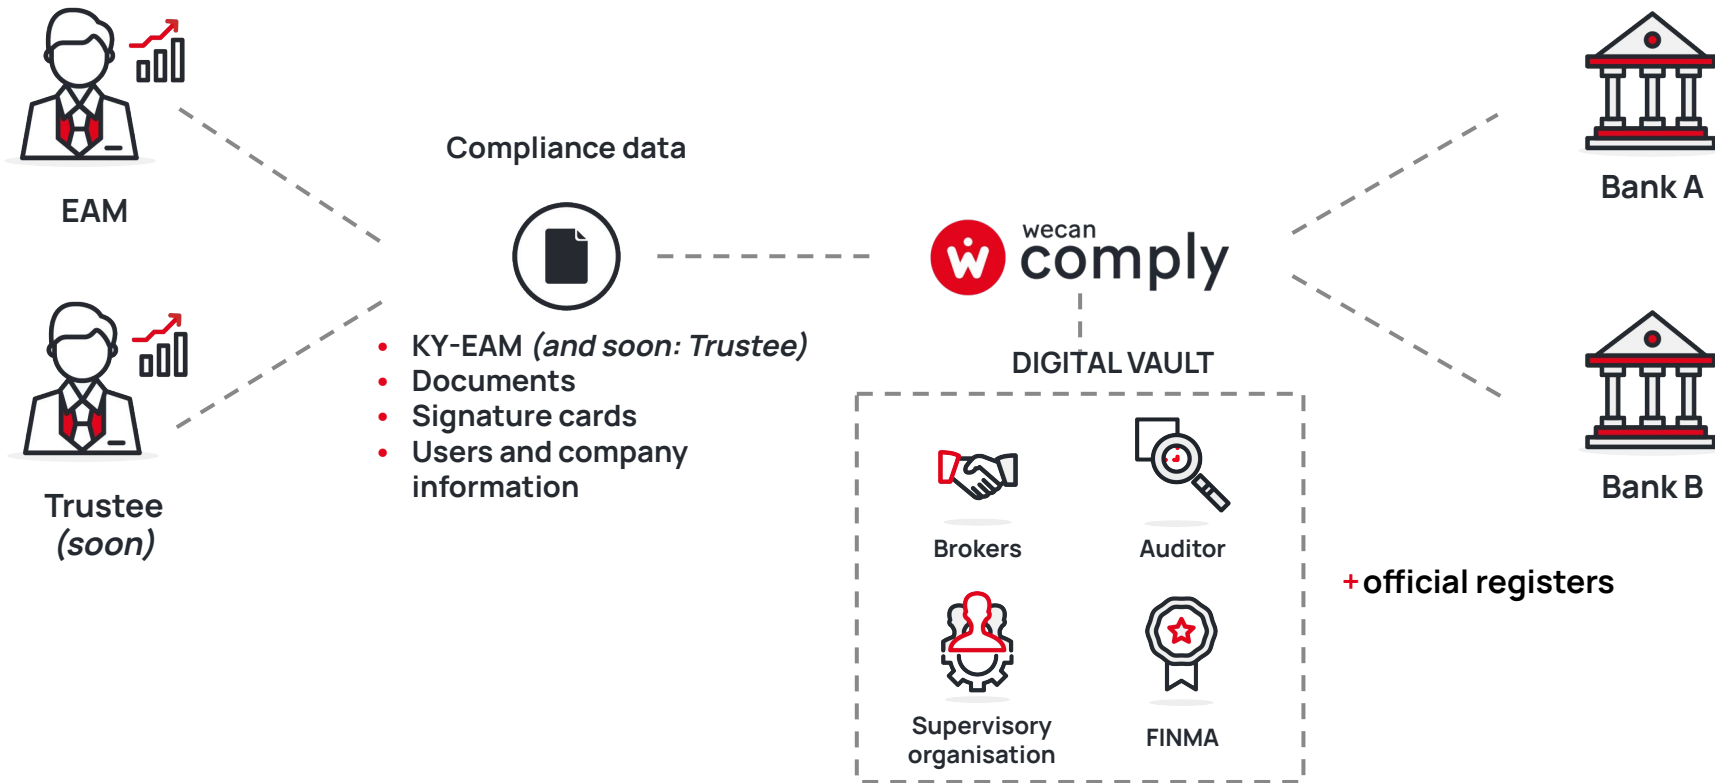 EAM
Trustee
(soon)
Compliance data
• KY-EAM (and soon: Trustee)
• Documents
• Signature cards
• Users and company
information
wecan
comply
DIGITAL VAULT
Brokers
Auditor
Supervisory
organisation
FINMA
Bank A
Bank B
+official registers